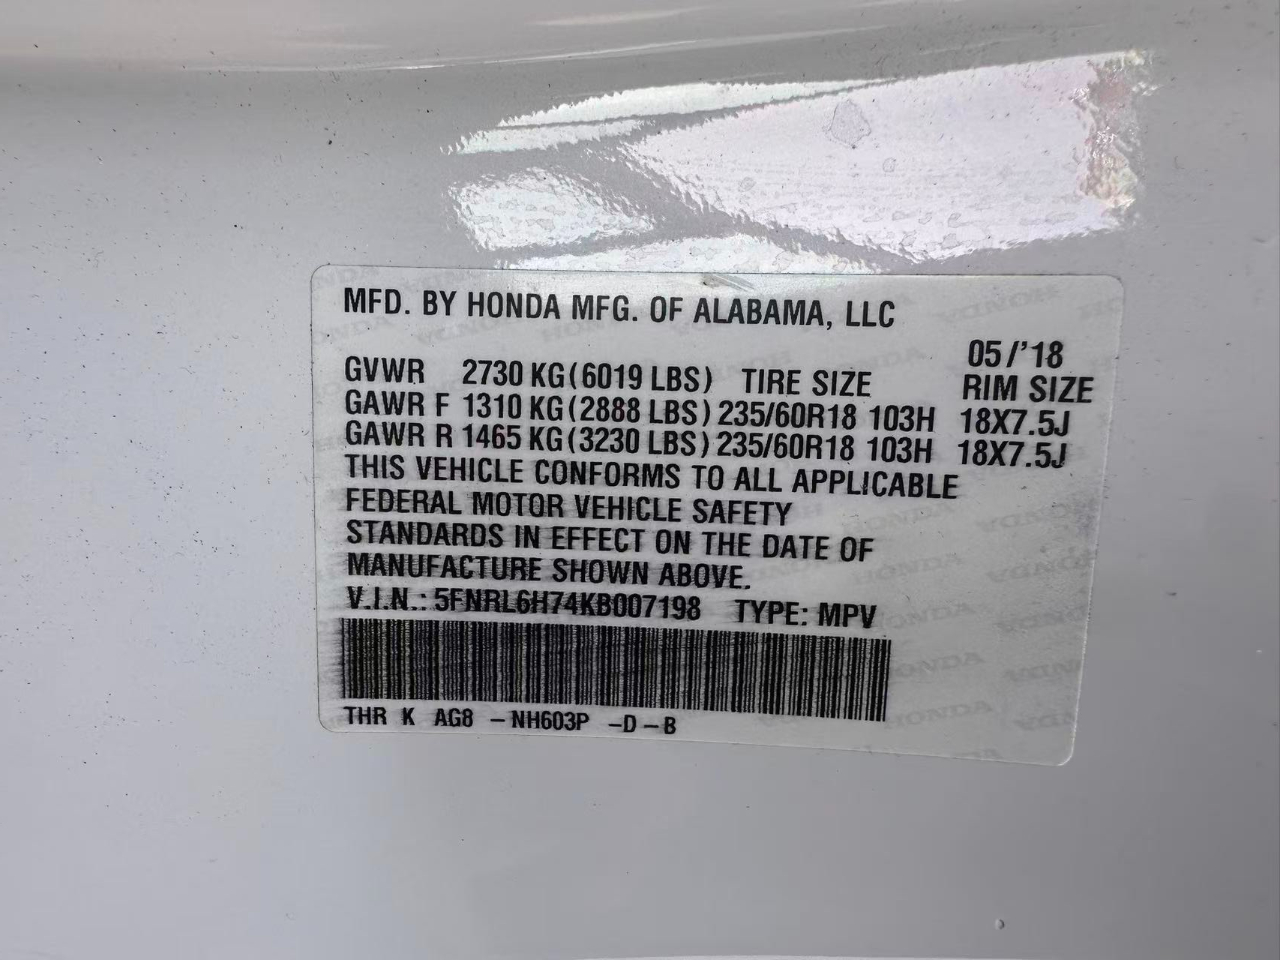 MFD. BY HONDA MFG. OF ALABAMA, LLC
05/'18
GVWR 2730 KG(6019 LBS) TIRE SIZE RIM SIZE
GAWR F 1310 KG(2888 LBS) 235/60R18 103H 18X7.5J
GAWR R 1465 KG(3230 LBS) 235/60R18 103H 18X7.5J
THIS VEHICLE CONFORMS TO ALL APPLICABLE
FEDERAL MOTOR VEHICLE SAFETY
STANDARDS IN EFFECT ON THE DATE OF
MANUFACTURE SHOWN ABOVE.
V.I.N.: 5FNRL6H74KB007198 TYPE: MPV
THR K AG8 -NH603P -D-B